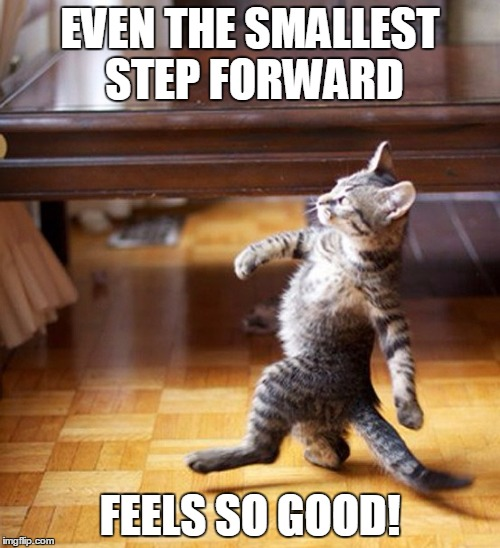 EVEN THE SMALLEST
STEP FORWARD
FEELS SO GOOD!
imgflip.com